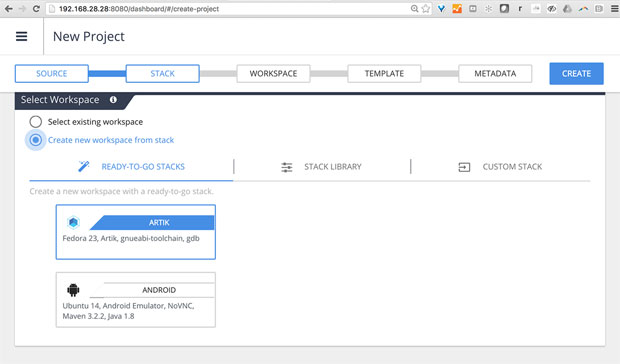 192.168.28.28:8080/dashboard/#/create-project
New Project
SOURCE
STACK
WORKSPACE
TEMPLATE
METADATA
CREATE
Select Workspace
Select existing workspace
Create new workspace from stack
READY-TO-GO STACKS
STACK LIBRARY
CUSTOM STACK
Create a new workspace with a ready-to-go stack.
ARTIK
Fedora 23, Artik, gnueabi-toolchain, gdb
ANDROID
Ubuntu 14, Android Emulator, NoVNC,
Maven 3.2.2, Java 1.8